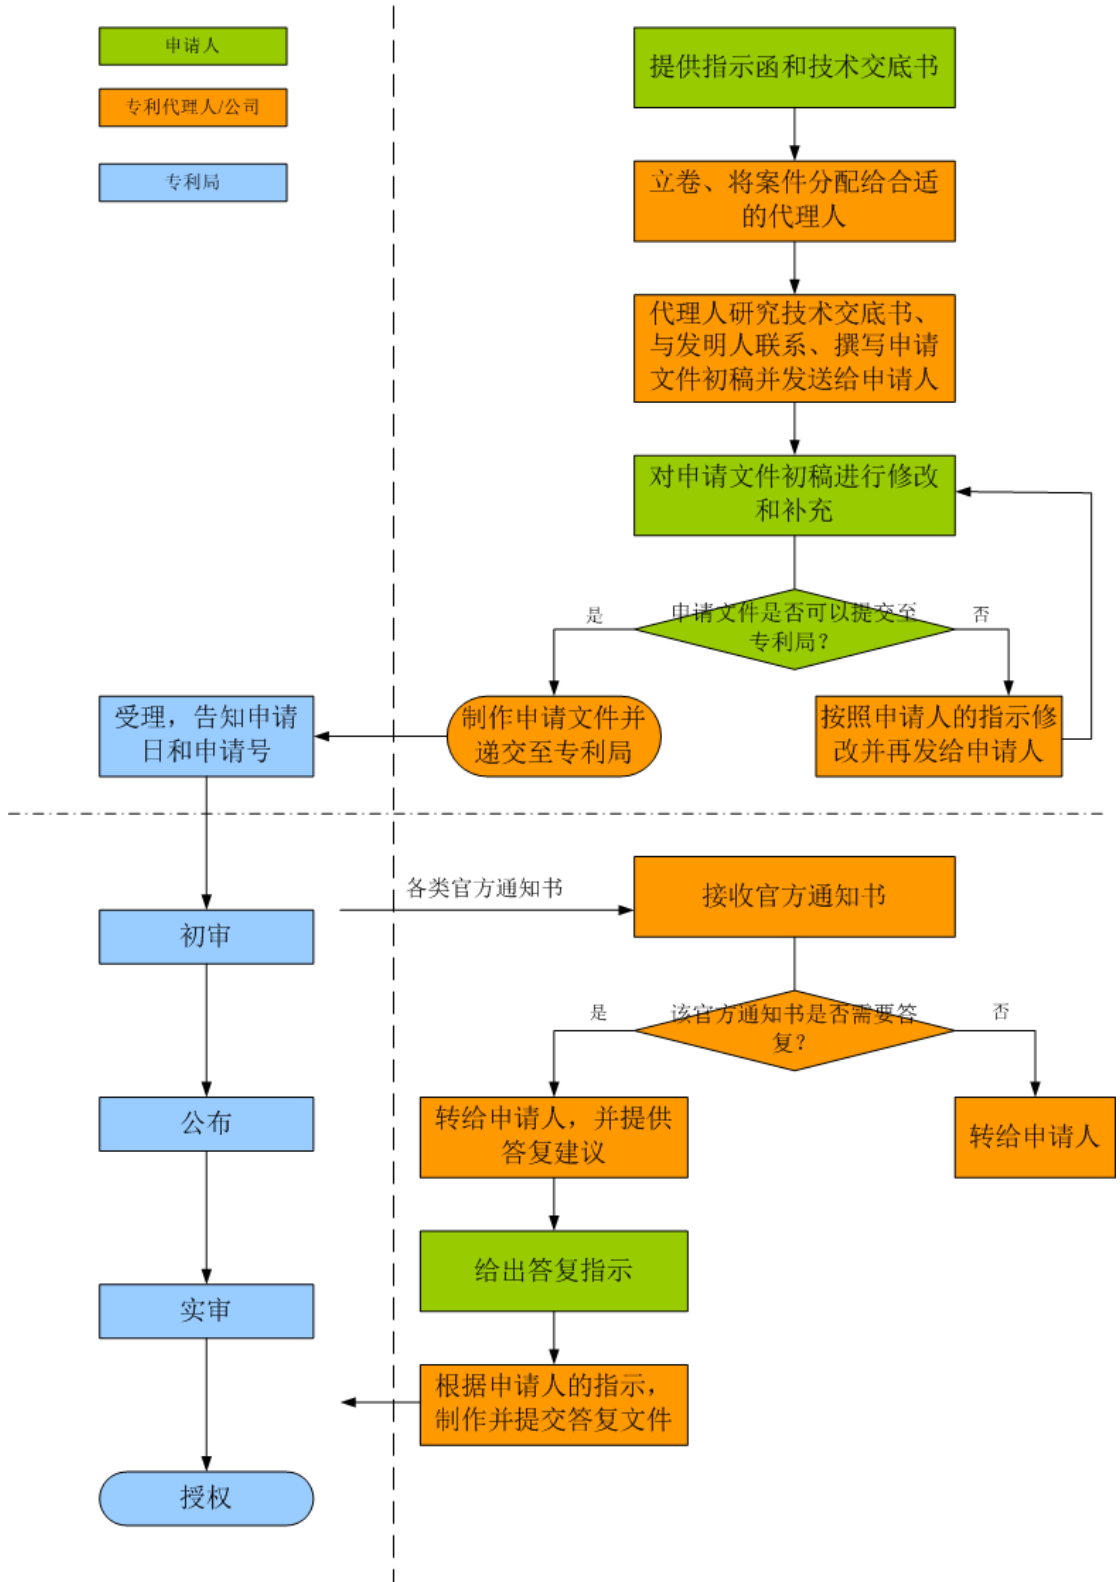 申请人
专利代理人/公司
专利局
提供指示函和技术交底书
立卷、将案件分配给合适
的代理人
代理人研究技术交底书、
与发明人联系、撰写申请
文件初稿并发送给申请人
对申请文件初稿进行修改
和补充
申请文件是否可以提交至
专利局？
是
否
制作申请文件并
递交至专利局
按照申请人的指示修
改并再发给申请人
受理，告知申请
日和申请号
初审
公布
实审
授权
各类官方通知书
接收官方通知书
该官方通知书是否需要答
复？
是
否
转给申请人，并提供
答复建议
转给申请人
给出答复指示
根据申请人的指示，
制作并提交答复文件